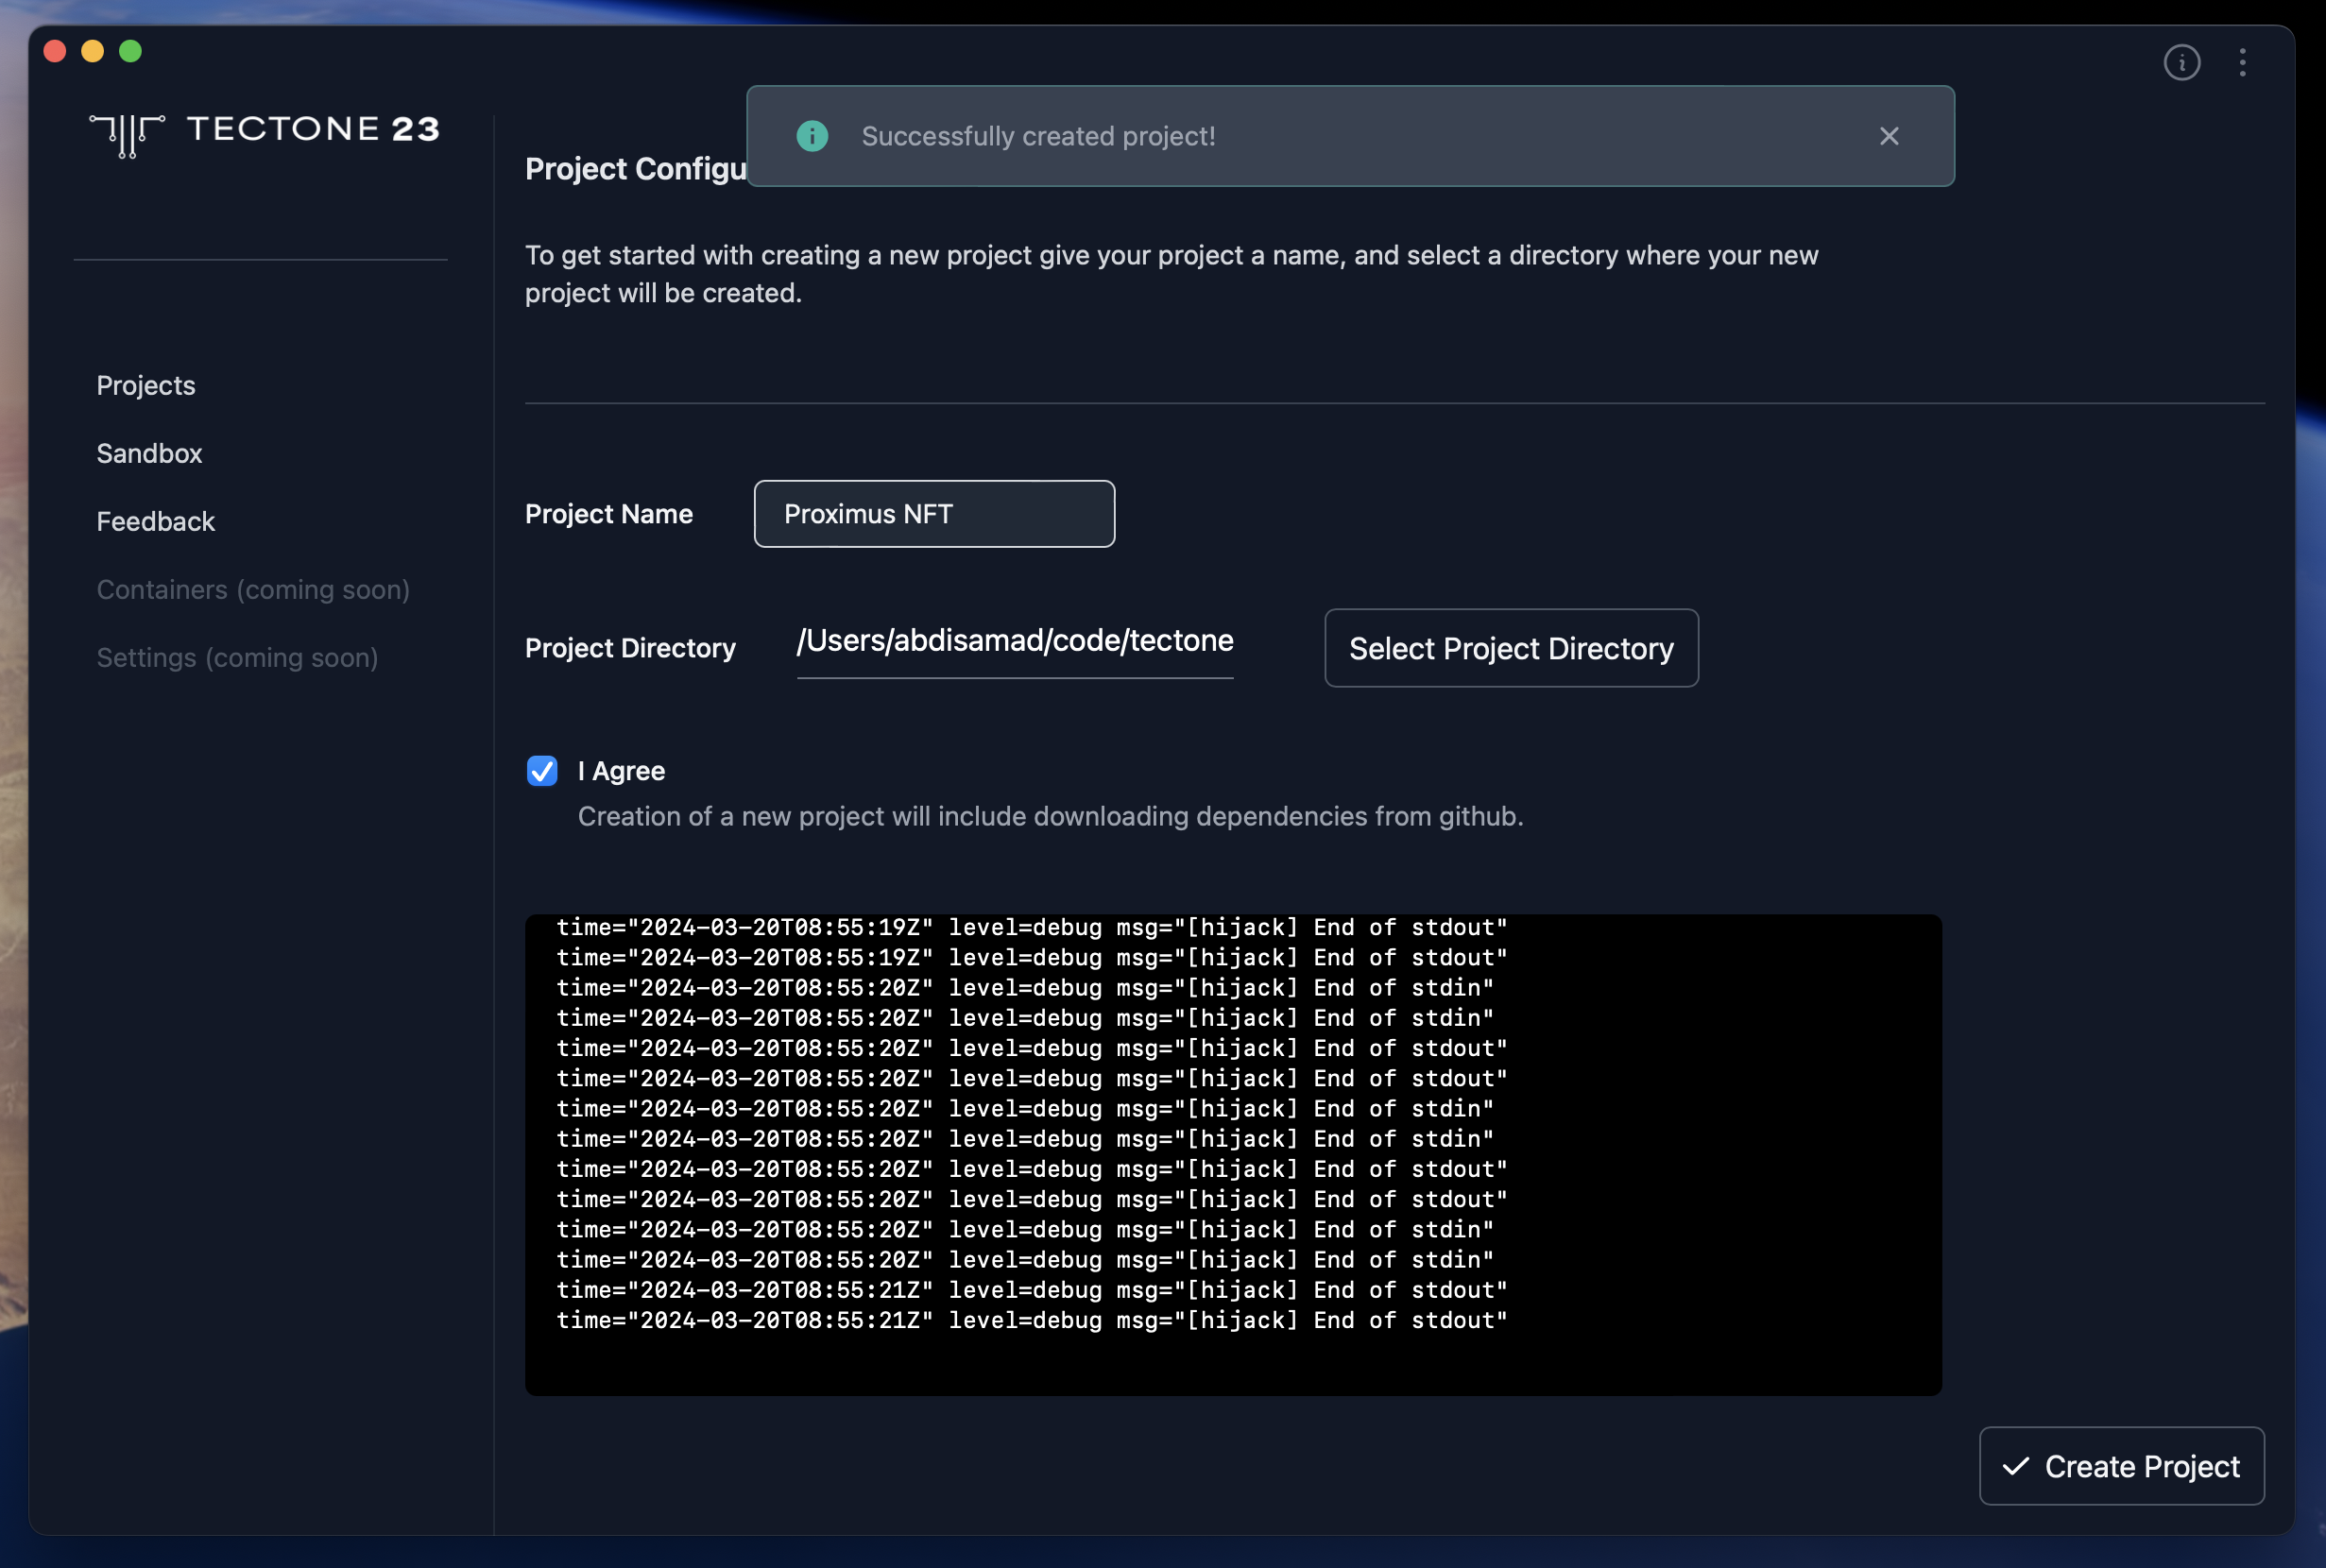 TECTONE 23
Successfully created project!
Project Configu
To get started with creating a new project give your project a name, and select a directory where your new
project will be created.
Projects
Sandbox
Feedback
Containers (coming soon)
Settings (coming soon)
Project Name
Proximus NFT
Project Directory
/Users/abdisamad/code/tectone
Select Project Directory
I Agree
Creation of a new project will include downloading dependencies from github.
time="2024-03-20T08:55:19Z" level=debug msg="[hijack] End of stdout"
time="2024-03-20T08:55:19Z" level=debug msg="[hijack] End of stdout"
time="2024-03-20T08:55:20Z" level=debug msg="[hijack] End of stdin"
time="2024-03-20T08:55:20Z" level=debug msg="[hijack] End of stdin"
time="2024-03-20T08:55:20Z" level=debug msg="[hijack] End of stdout"
time="2024-03-20T08:55:20Z" level=debug msg="[hijack] End of stdout"
time="2024-03-20T08:55:20Z" level=debug msg="[hijack] End of stdin"
time="2024-03-20T08:55:20Z" level=debug msg="[hijack] End of stdin"
time="2024-03-20T08:55:20Z" level=debug msg="[hijack] End of stdout"
time="2024-03-20T08:55:20Z" level=debug msg="[hijack] End of stdout"
time="2024-03-20T08:55:20Z" level=debug msg="[hijack] End of stdin"
time="2024-03-20T08:55:20Z" level=debug msg="[hijack] End of stdin"
time="2024-03-20T08:55:21Z" level=debug msg="[hijack] End of stdout"
time="2024-03-20T08:55:21Z" level=debug msg="[hijack] End of stdout"
Create Project